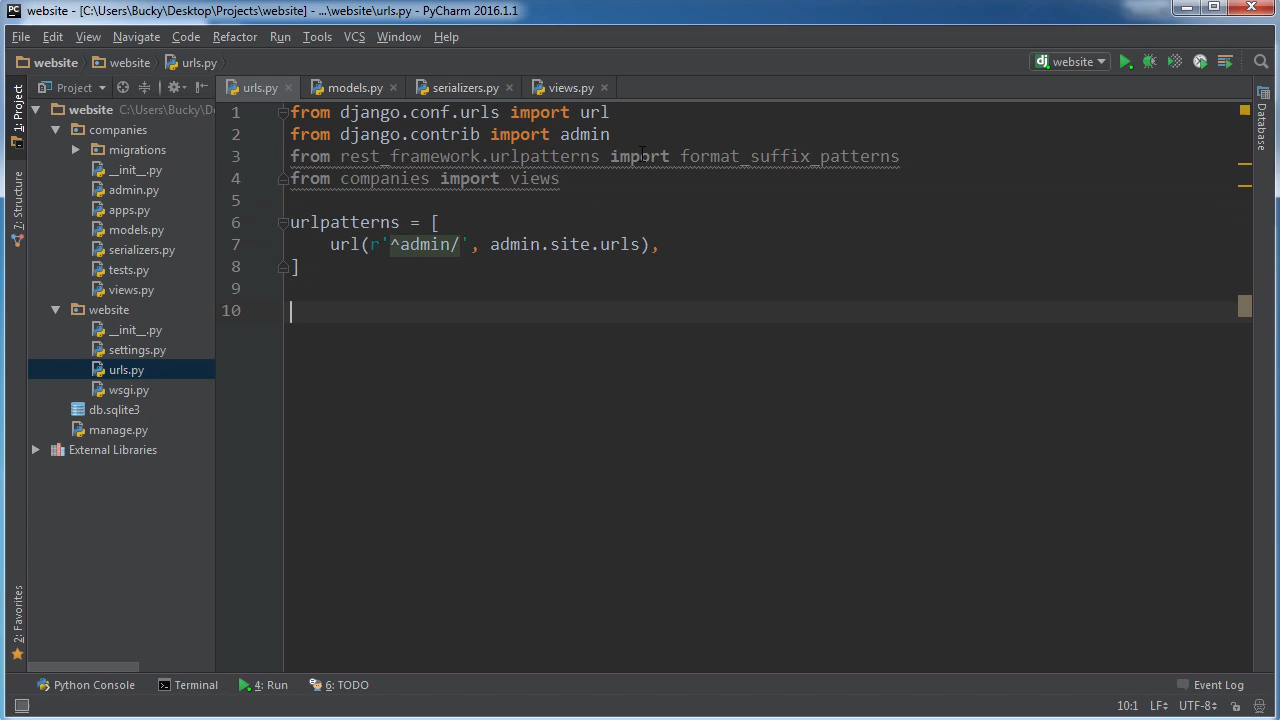 website - [C:\Users\Bucky\Desktop\Projects\website] - ...\website\urls.py - PyCharm 2016.1.1
File Edit View Navigate Code Refactor Run Tools VCS Window Help
website website urls.py website
Project urls.py models.py serializers.py views.py
1: Project
7: Structure
2: Favorites
Database
website C:\Users\Bucky\De
companies
migrations
__init__.py
admin.py
apps.py
models.py
serializers.py
tests.py
views.py
website
__init__.py
settings.py
urls.py
wsgi.py
db.sqlite3
manage.py
External Libraries
1 from django.conf.urls import url
2 from django.contrib import admin
3 from rest_framework.urlpatterns import format_suffix_patterns
4 from companies import views
5
6 urlpatterns = [
7 url(r'^admin/', admin.site.urls),
8 ]
9
10
Python Console Terminal 4: Run 6: TODO Event Log
10:1 LF÷ UTF-8÷